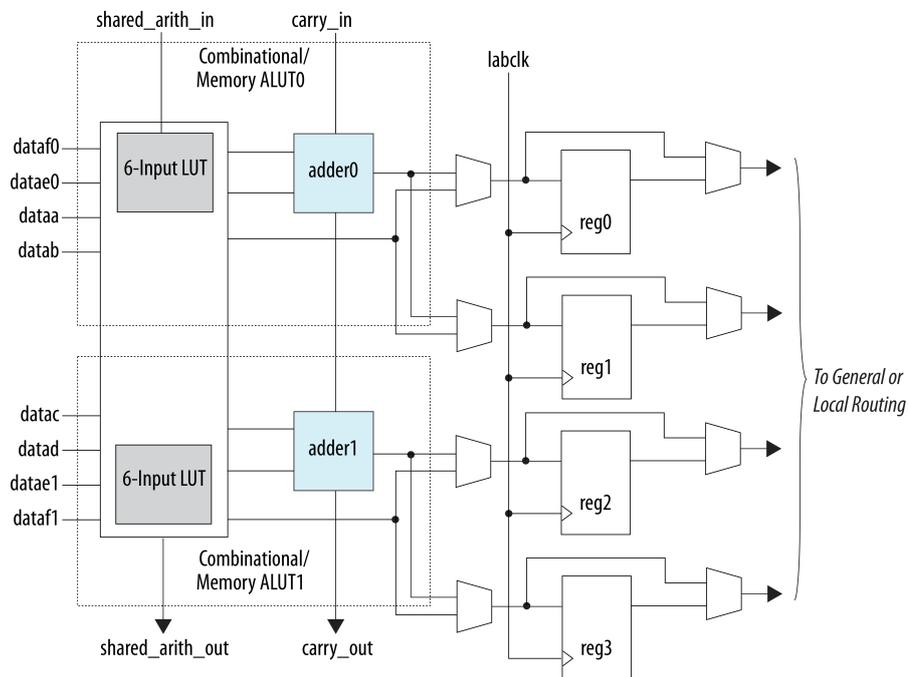 shared_arith_in
carry_in
Combinational/
Memory ALUT0
labclk
dataf0
datae0
dataa
datab
6-Input LUT
adder0
reg0
reg1
To General or
Local Routing
datac
datad
datae1
dataf1
6-Input LUT
adder1
reg2
Combinational/
Memory ALUT1
reg3
shared_arith_out
carry_out